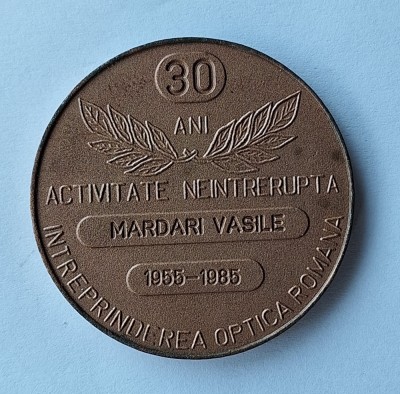 30
ANI
ACTIVITATE NEINTRERUPTA
MARDARI VASILE
1955-1985
INTREPRINDEREA OPTICA ROMANA